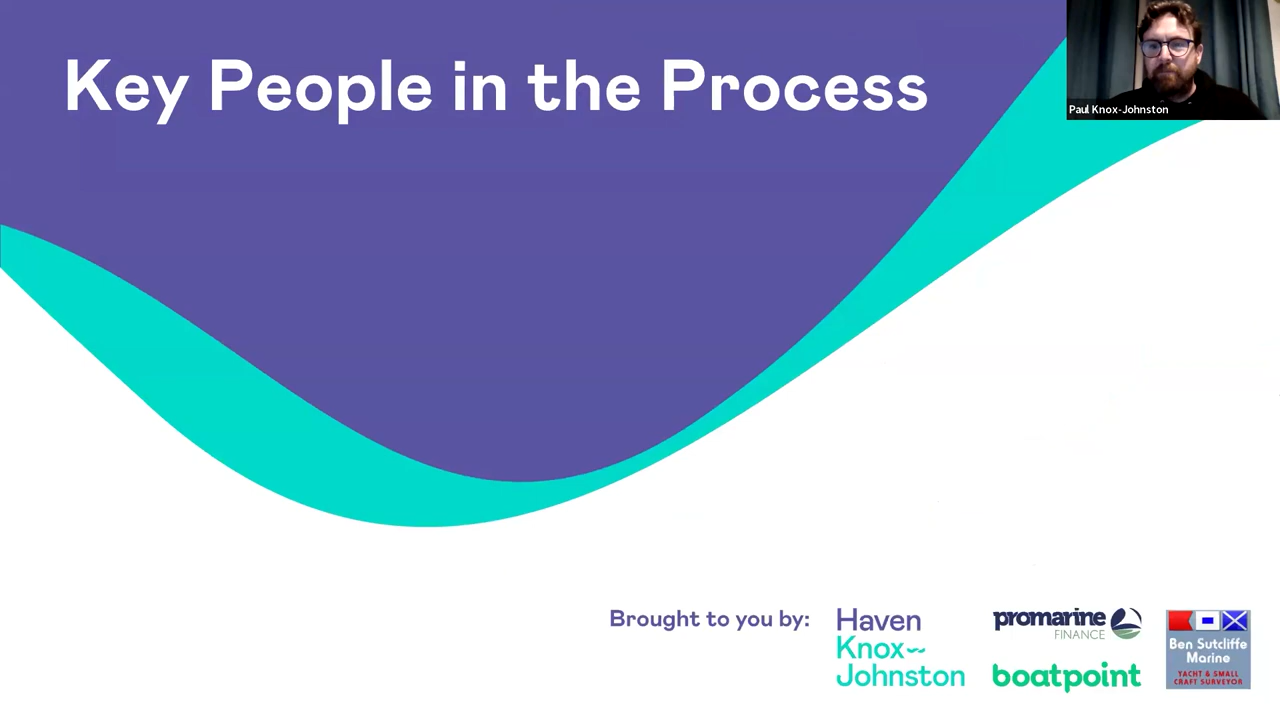 Key People in the Process
Paul Knox-Johnston
Brought to you by:
Haven
Knox~~
Johnston
promarine
FINANCE
boatpoint
Ben Sutcliffe
Marine
YACHT & SMALL
CRAFT SURVEYOR